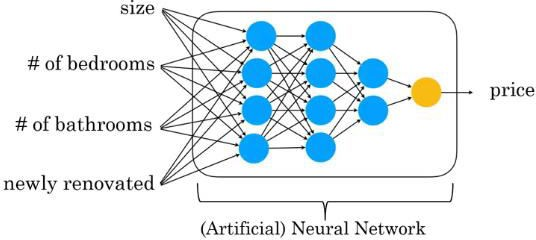 size
# of bedrooms
# of bathrooms
newly renovated
price
(Artificial) Neural Network